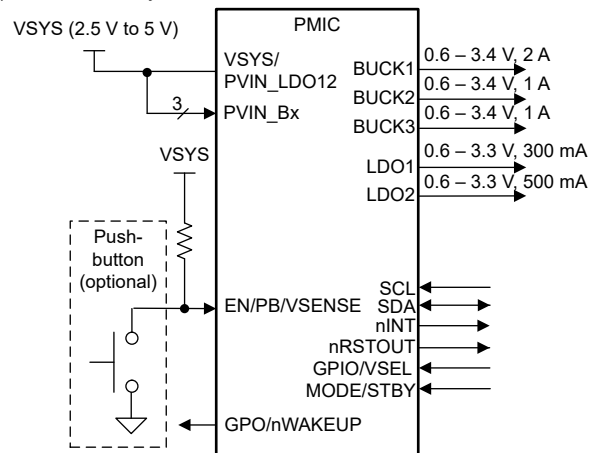 PMIC
VSYS (2.5 V to 5 V)
VSYS/
PVIN_LDO12
3
PVIN_Bx
VSYS
Push-
button
(optional)
EN/PB/VSENSE
GPO/nWAKEUP
BUCK1
0.6 – 3.4 V, 2 A
BUCK2
0.6 – 3.4 V, 1 A
BUCK3
0.6 – 3.4 V, 1 A
LDO1
0.6 – 3.3 V, 300 mA
LDO2
0.6 – 3.3 V, 500 mA
SCL
SDA
nINT
nRSTOUT
GPIO/VSEL
MODE/STBY